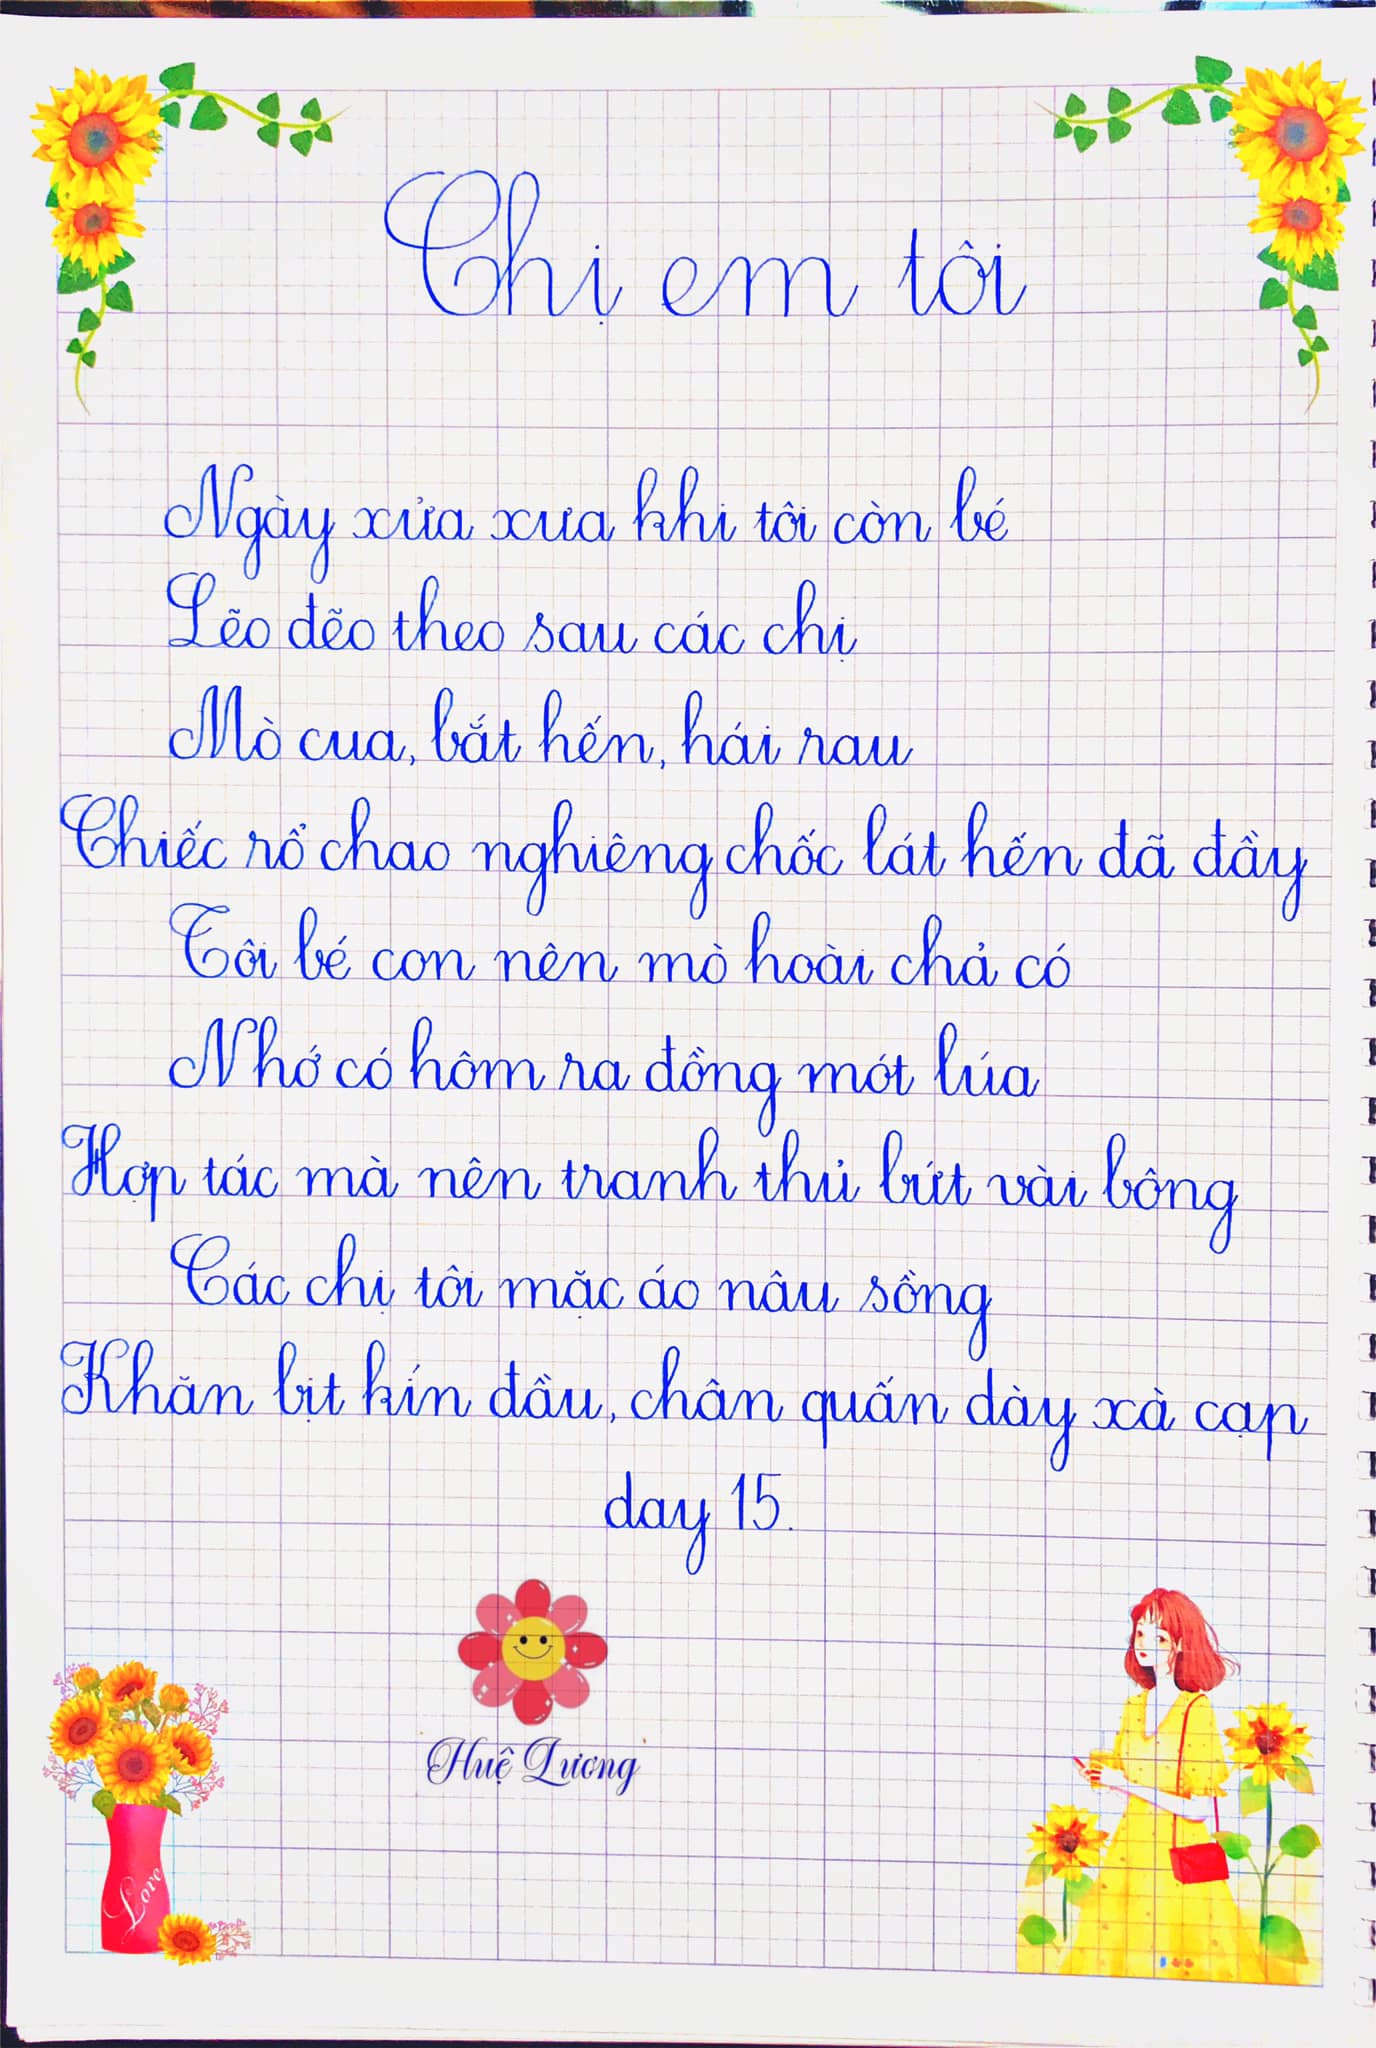 Chị em tôi
Ngày xửa xưa khi tôi còn bé
Lẽo đẽo theo sau các chị
Mò cua, bắt hến, hái rau
Chiếc rổ chao nghiêng chốc lát hến đã đầy
Tôi bé con nên mò hoài chả có
Nhớ có hôm ra đồng mót lúa
Hợp tác mà nên tranh thủ bứt vài bông
Các chị tôi mặc áo nâu sồng
Khăn bịt kín đầu, chân quấn dày xà cạp
day 15.
Huệ Lương
Love